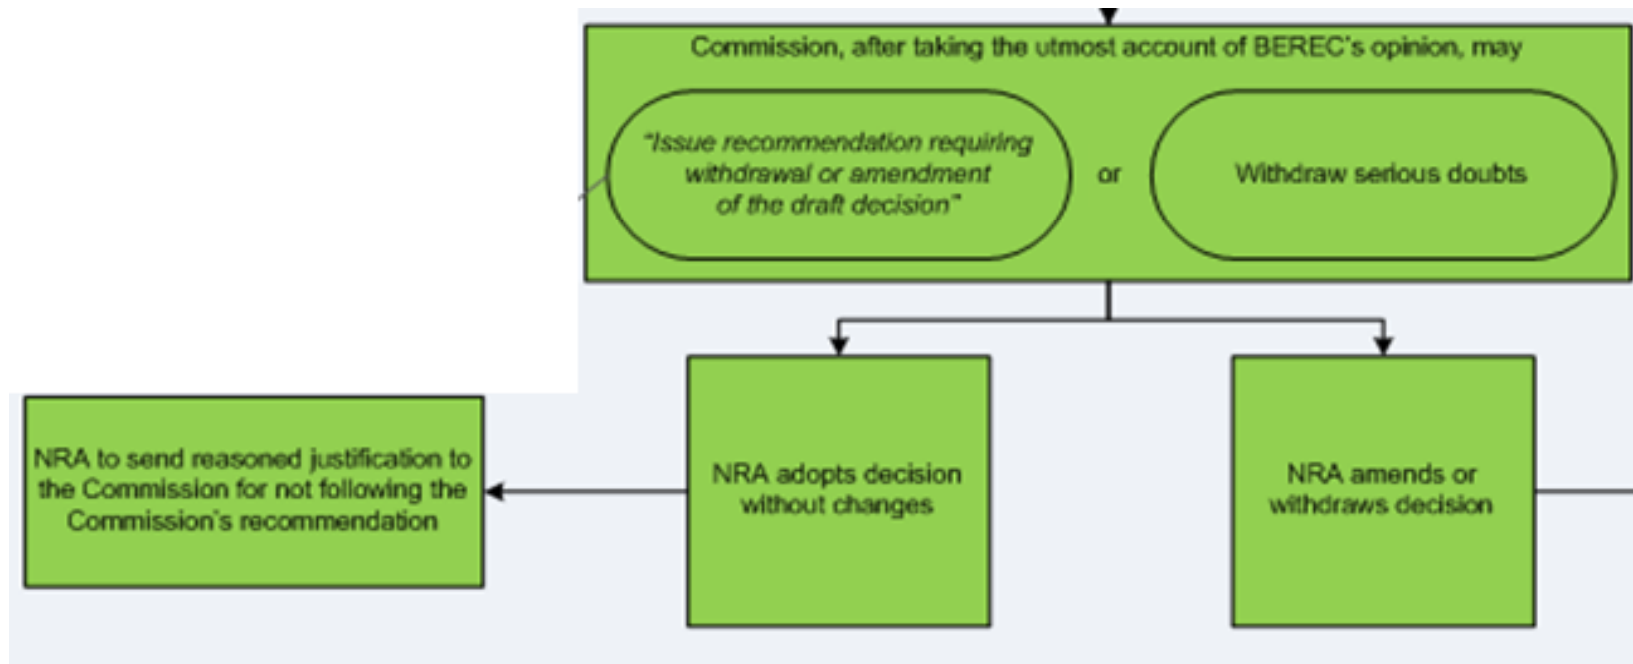 Commission, after taking the utmost account of BEREC's opinion, may
"Issue recommendation requiring
withdrawal or amendment
of the draft decision"
or
Withdraw serious doubts
NRA to send reasoned justification to
the Commission for not following the
Commission's recommendation
NRA adopts decision
without changes
NRA amends or
withdraws decision